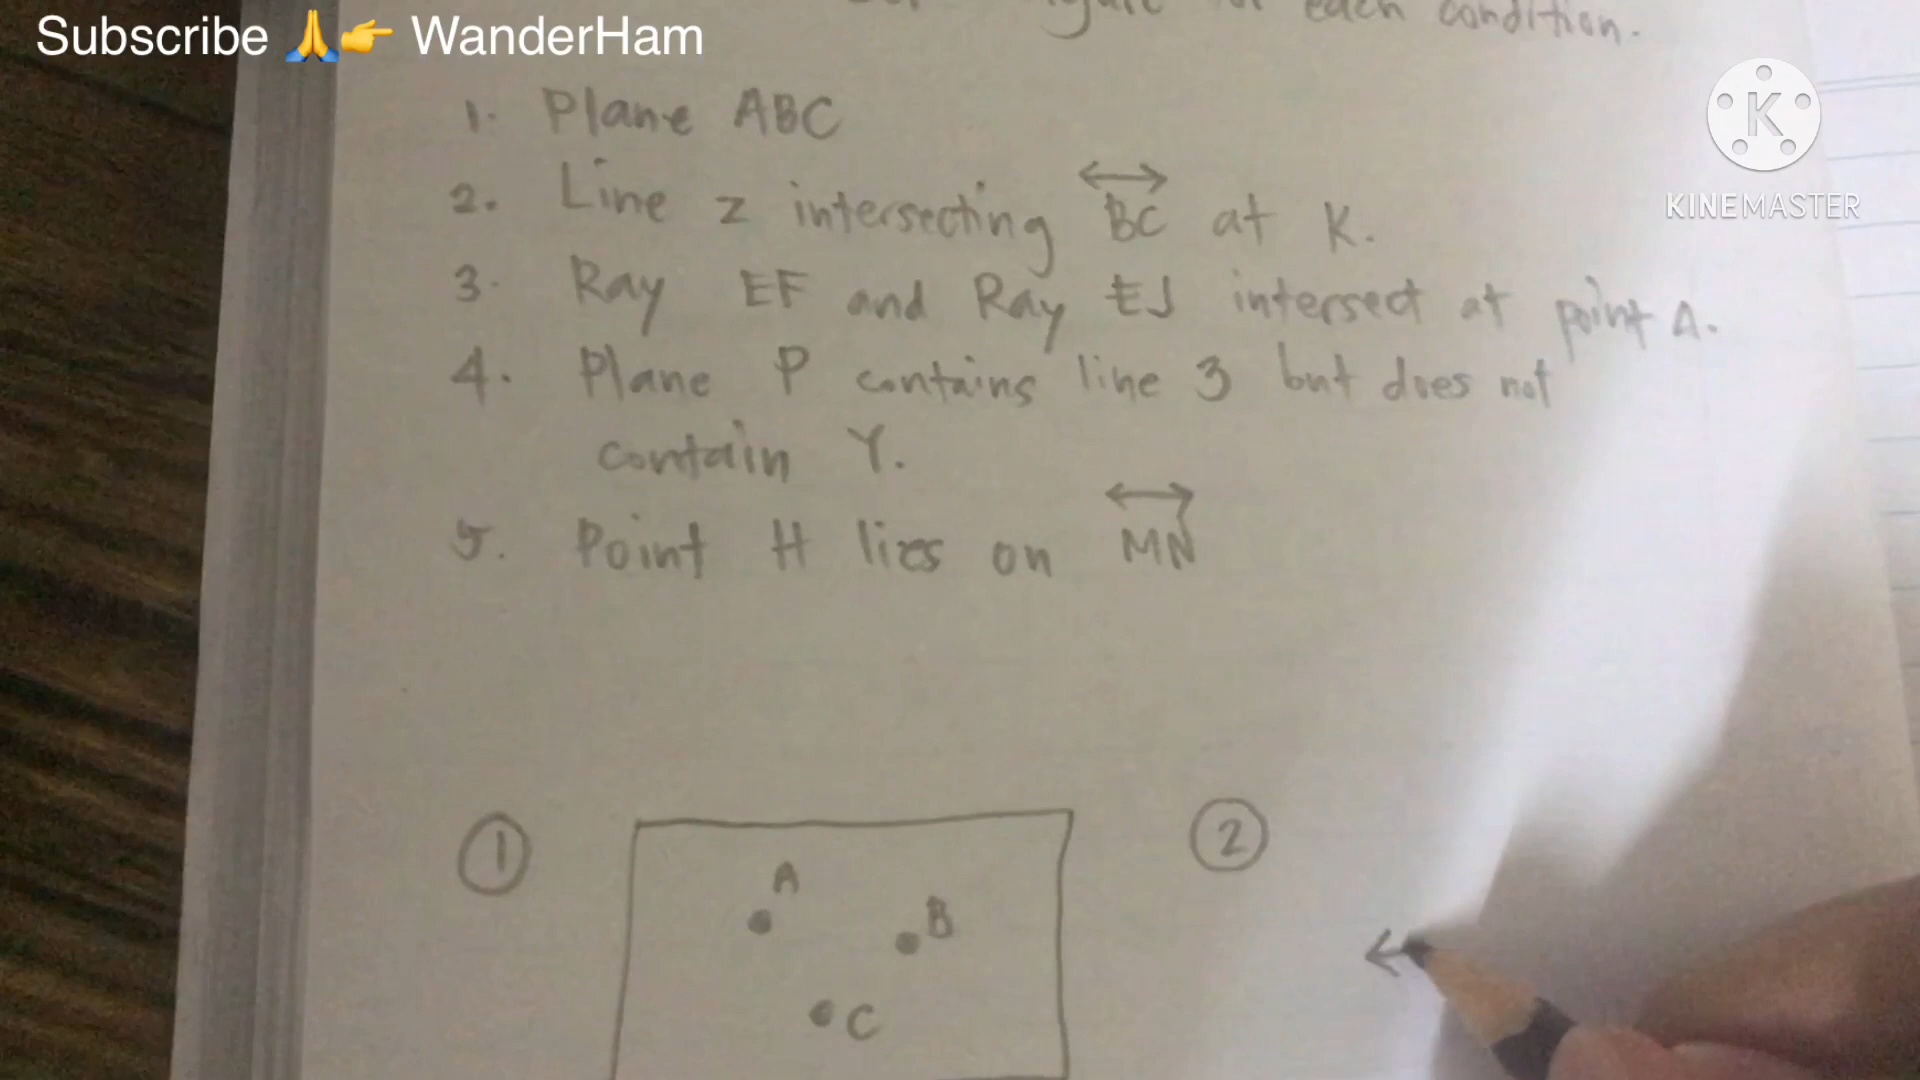 Subscribe 🙏👉 WanderHam
each condition.
K
KINEMASTER
1. Plane ABC
2. Line z intersecting BC at K.
3. Ray EF and Ray EJ intersect at point A.
4. Plane P contains line 3 but does not
contain Y.
5. Point H lies on MN
1
2
A
B
C